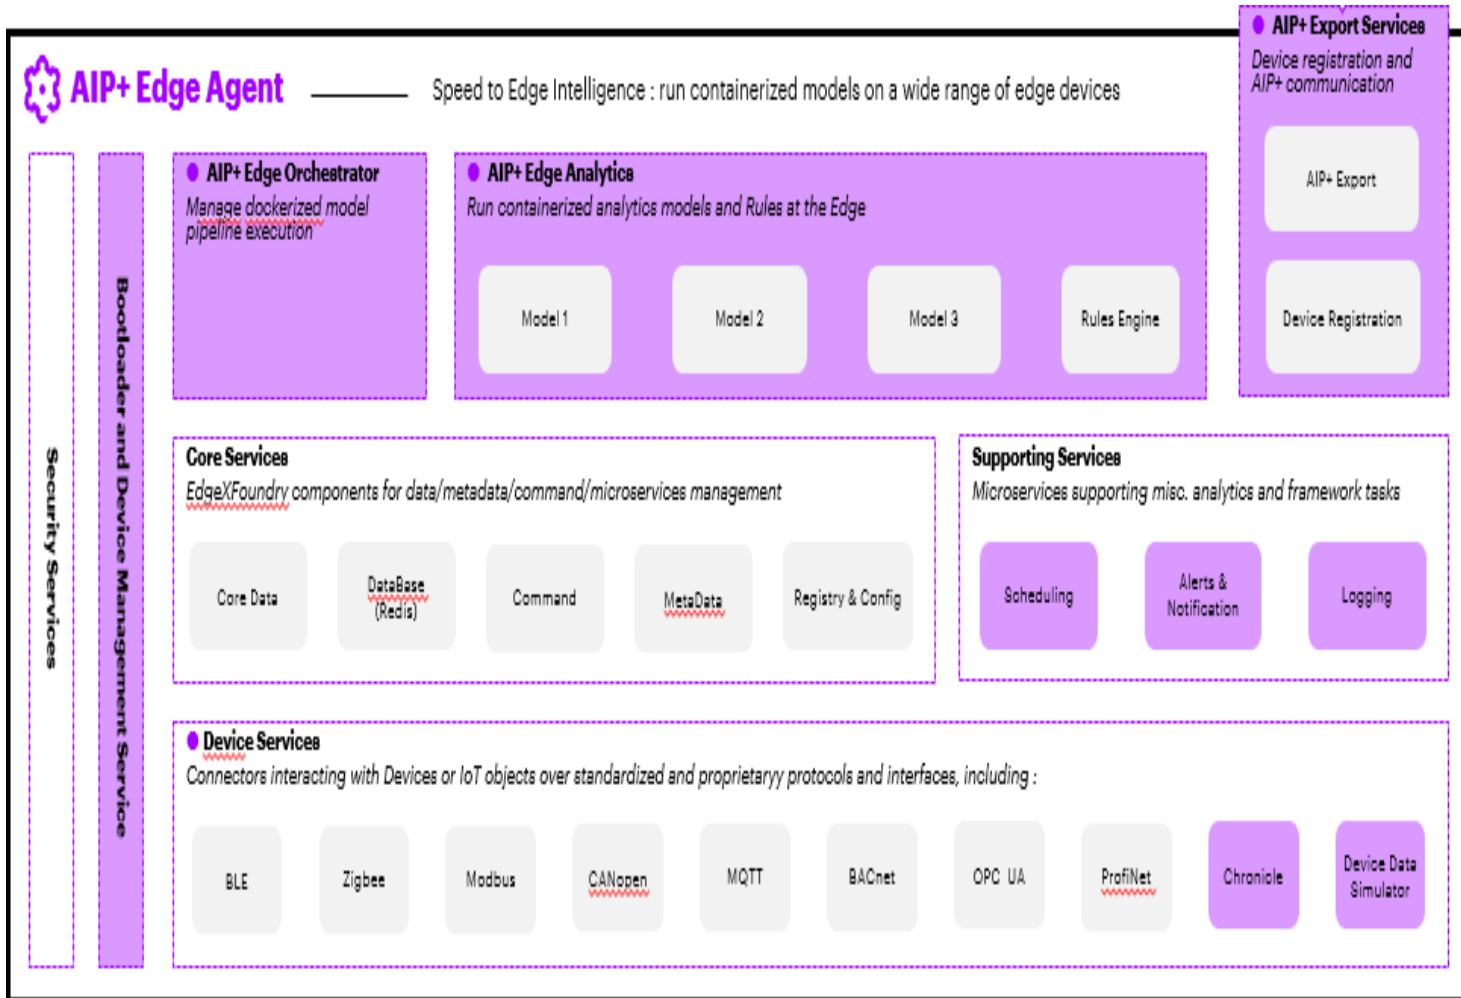 AIP+ Edge Agent
Speed to Edge Intelligence : run containerized models on a wide range of edge devices
AIP+ Export Services
Device registration and
AIP+ communication
AIP+ Export
Device Registration
Security Services
Bootloader and Device Management Service
AIP+ Edge Orchestrator
Manage dockerized model
pipeline execution
AIP+ Edge Analytics
Run containerized analytics models and Rules at the Edge
Model 1
Model 2
Model 3
Rules Engine
Core Services
EdgeXFoundry components for data/metadata/command/microservices management
Core Data
DataBase
(Redis)
Command
MetaData
Registry & Config
Supporting Services
Microservices supporting misc. analytics and framework tasks
Scheduling
Alerts &
Notification
Logging
Device Services
Connectors interacting with Devices or IoT objects over standardized and proprietaryy protocols and interfaces, including :
BLE
Zigbee
Modbus
CANopen
MQTT
BACnet
OPC UA
ProfiNet
Chronicle
Device Data
Simulator